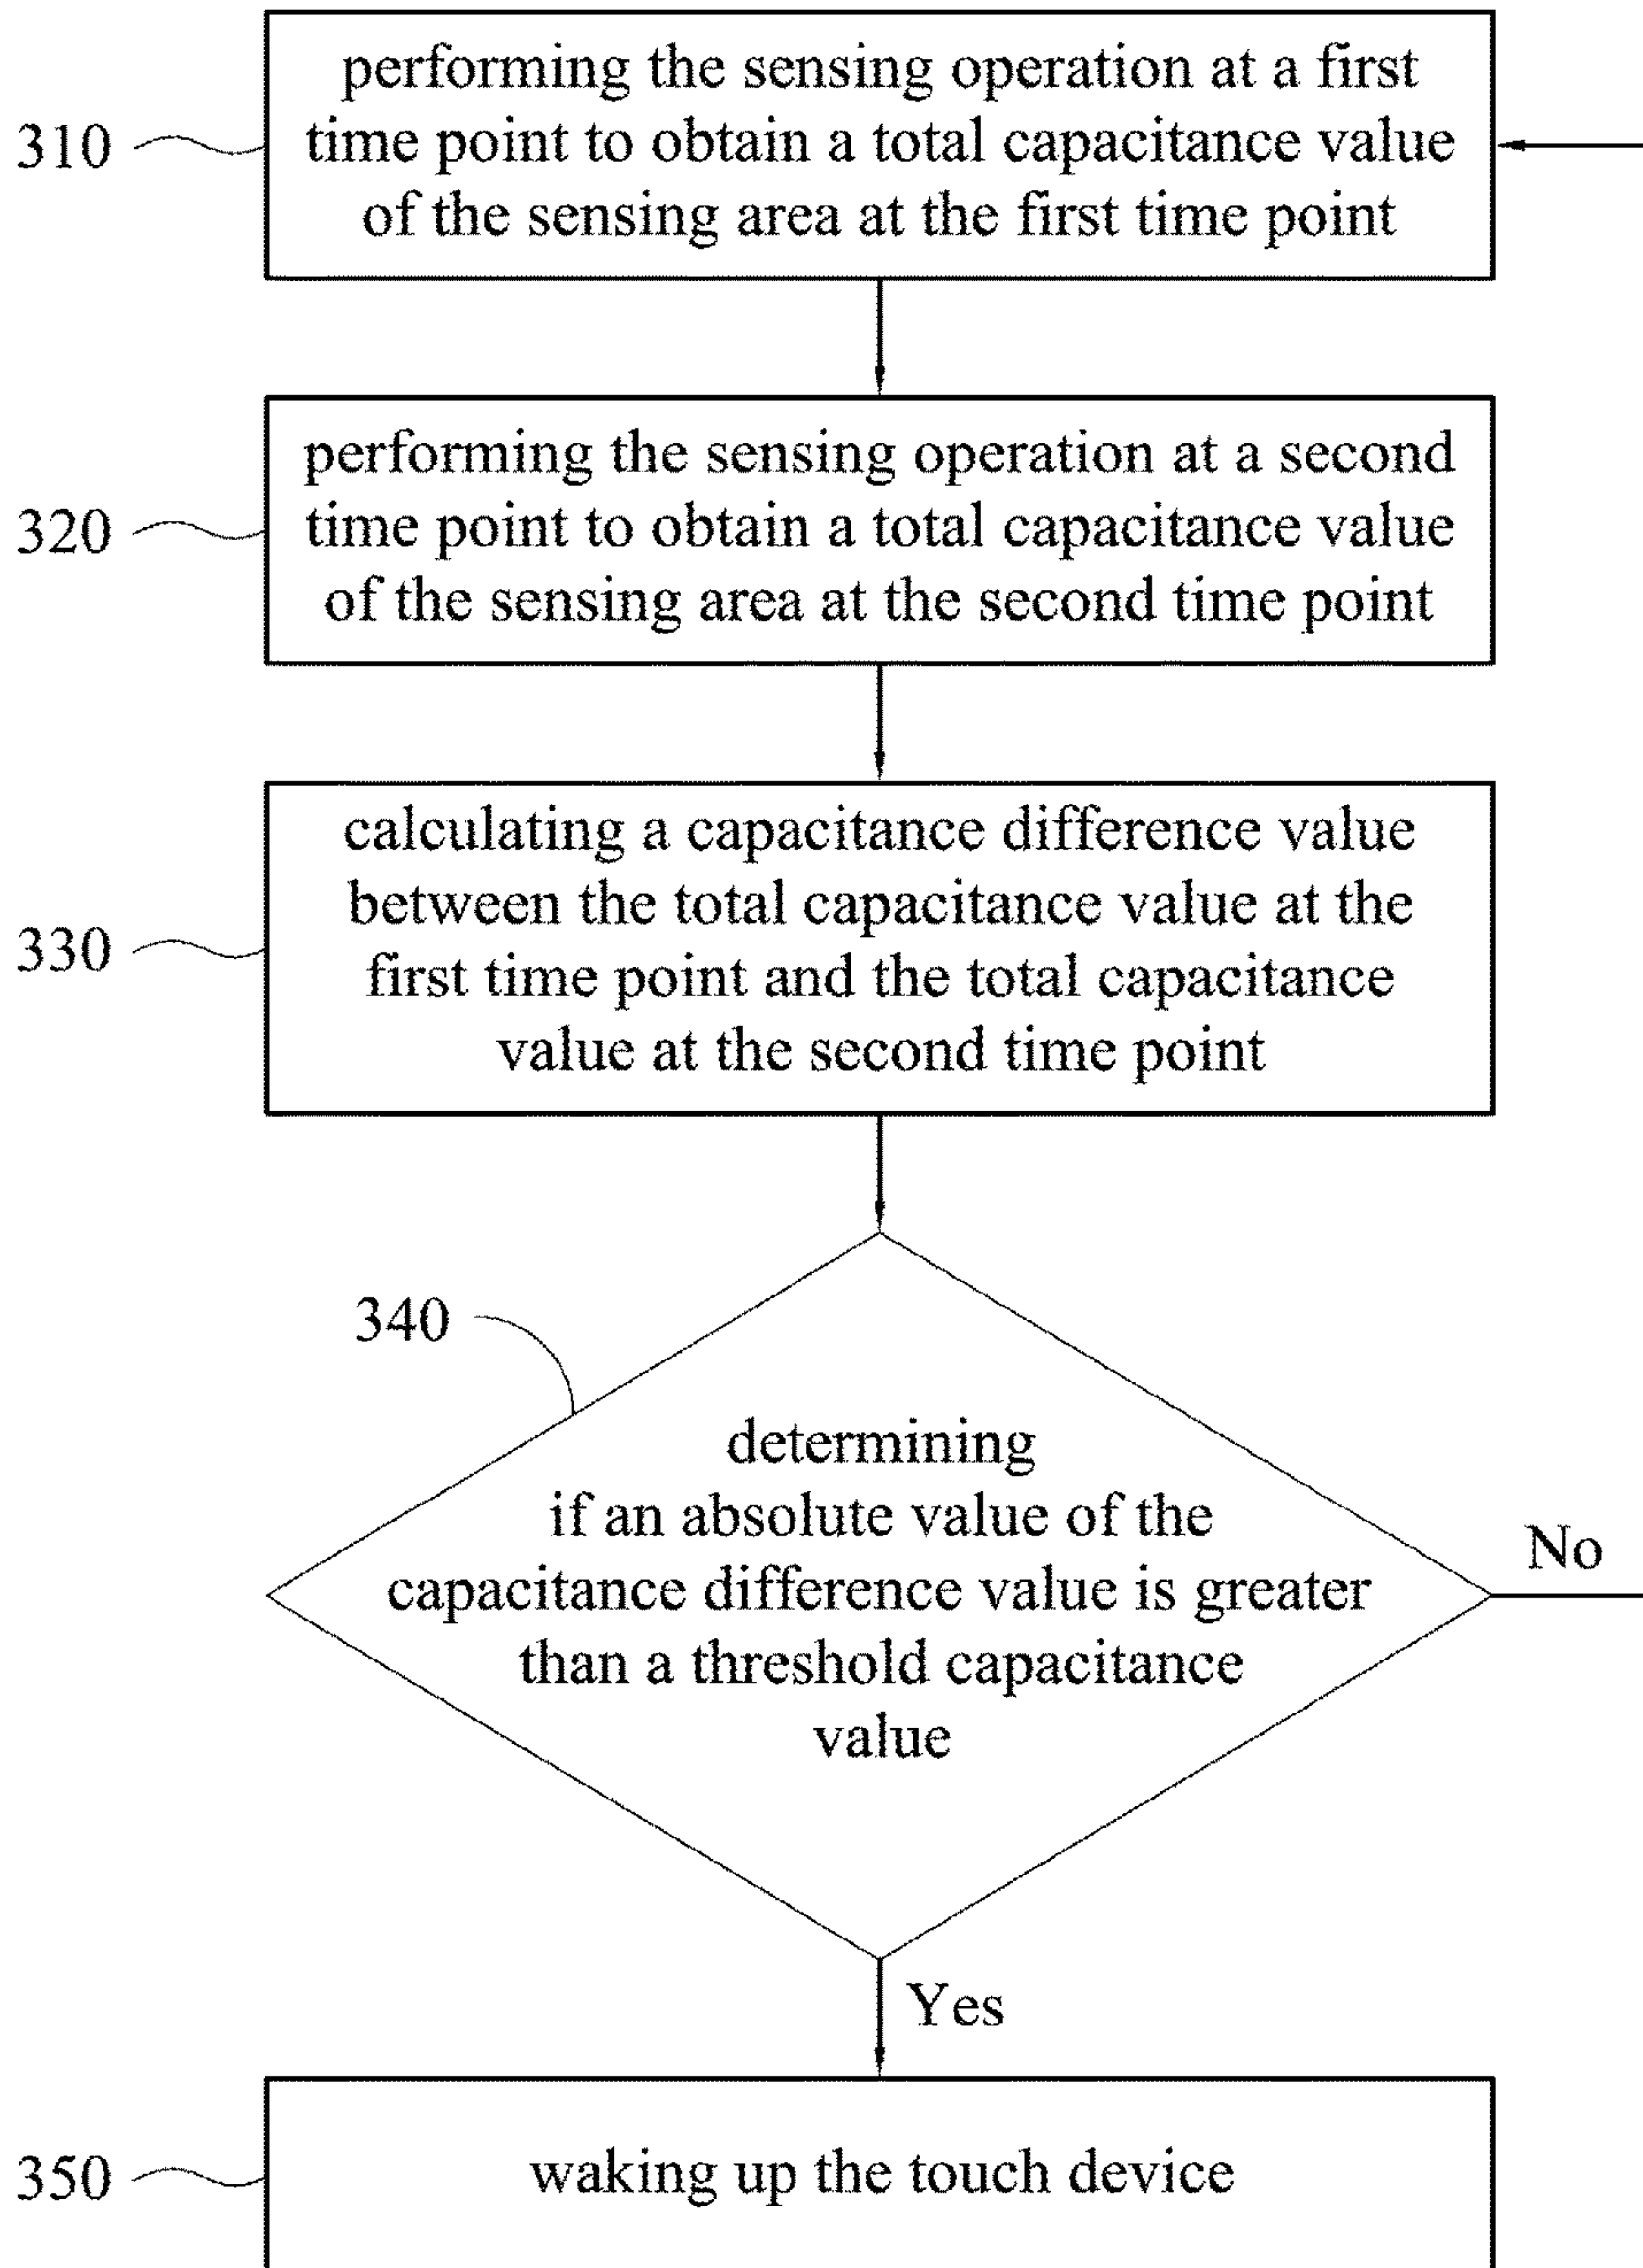 performing the sensing operation at a first
310
time point to obtain a total capacitance value
of the sensing area at the first time point
performing the sensing operation at a second
320
time point to obtain a total capacitance value
of the sensing area at the second time point
calculating a capacitance difference value
between the total capacitance value at the
330
first time point and the total capacitance
value at the second time point
340
determining
if an absolute value of the
No
capacitance difference value is greater
than a threshold capacitance
value
Yes
350
waking up the touch device